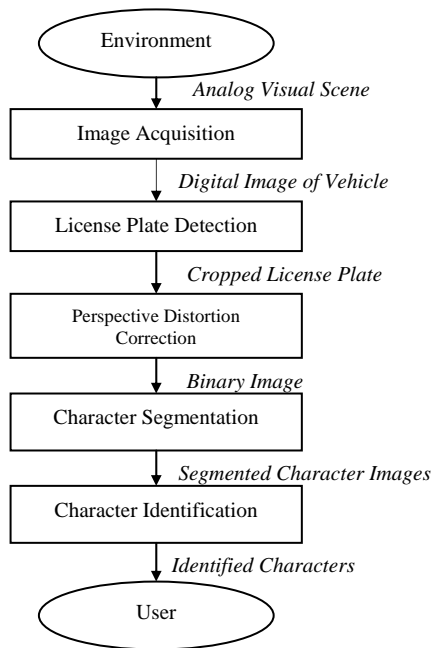 Environment
Analog Visual Scene
Image Acquisition
Digital Image of Vehicle
License Plate Detection
Cropped License Plate
Perspective Distortion
Correction
Binary Image
Character Segmentation
Segmented Character Images
Character Identification
Identified Characters
User